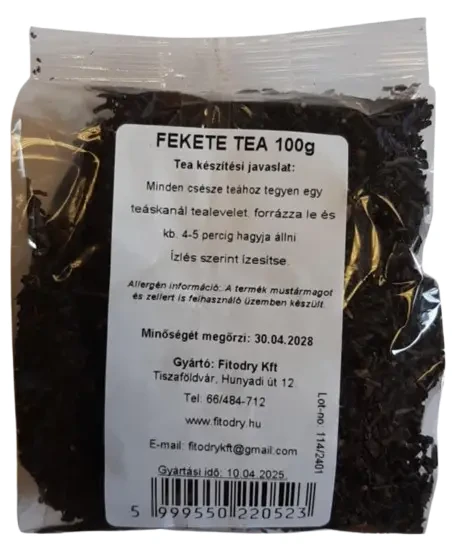 FEKETE TEA 100g
Tea készítési javaslat:
Minden csésze teához tegyen egy
teáskanál tealevelet. forrázza le és
kb. 4-5 percig hagyja állni
Ízlés szerint ízesítse.
Allergén információ: A termék mustármagot
és zellert is felhasználó üzemben készült.
Minőségét megőrzi: 30.04.2028
Gyártó: Fitodry Kft
Tiszaföldvár, Hunyadi út 12
Tel: 66/484-712
www.fitodry.hu
E-mail: fitodrykft@gmail.com
Gyártási idő: 10.04.2025.
Lot-no: 114/2401
5 999550 220523